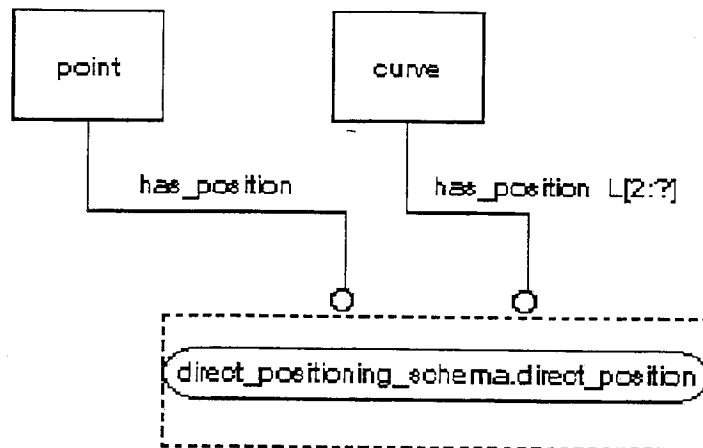 point
curve
has_position
has_position L[2:?]
direct_positioning_schema.direct_position